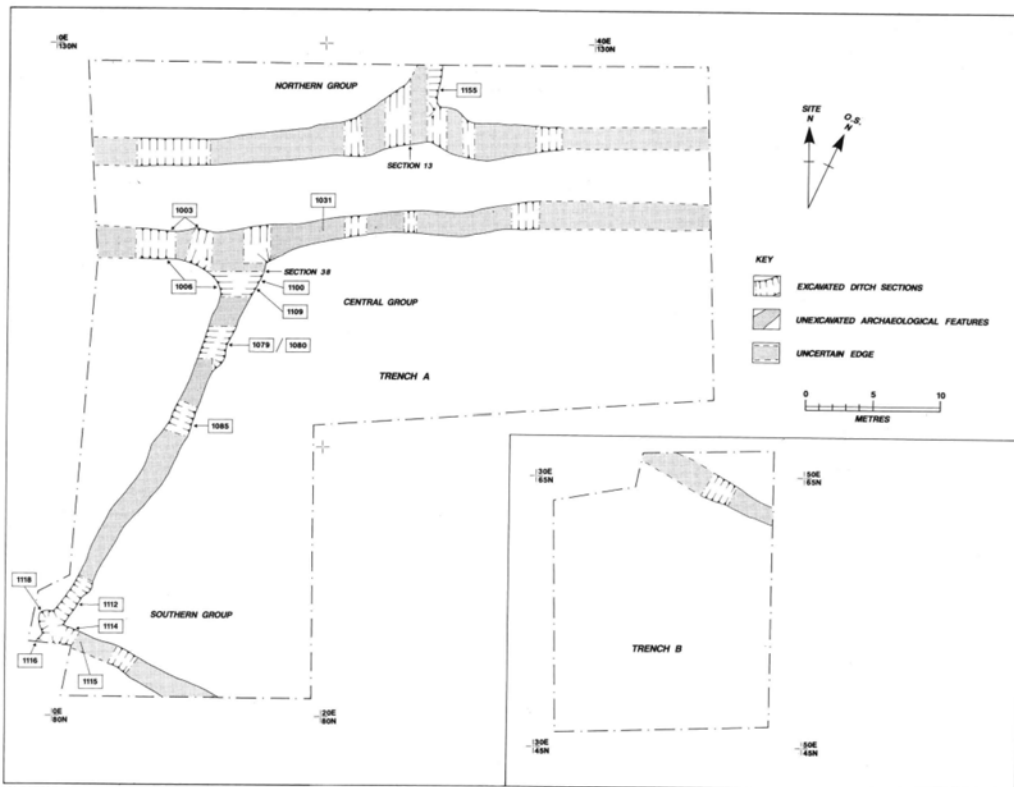 0E
130N
40E
130N
NORTHERN GROUP
1155
SECTION 13
SITE
N
O.S.
N
1003
1031
1006
SECTION 38
1100
CENTRAL GROUP
1109
1079 / 1080
TRENCH A
1085
KEY
EXCAVATED DITCH SECTIONS
UNEXCAVATED ARCHAEOLOGICAL FEATURES
UNCERTAIN EDGE
0 5 10
METRES
30E
65N
50E
65N
TRENCH B
30E
45N
50E
45N
1118
1112
SOUTHERN GROUP
1114
1116
1115
0E
80N
20E
80N